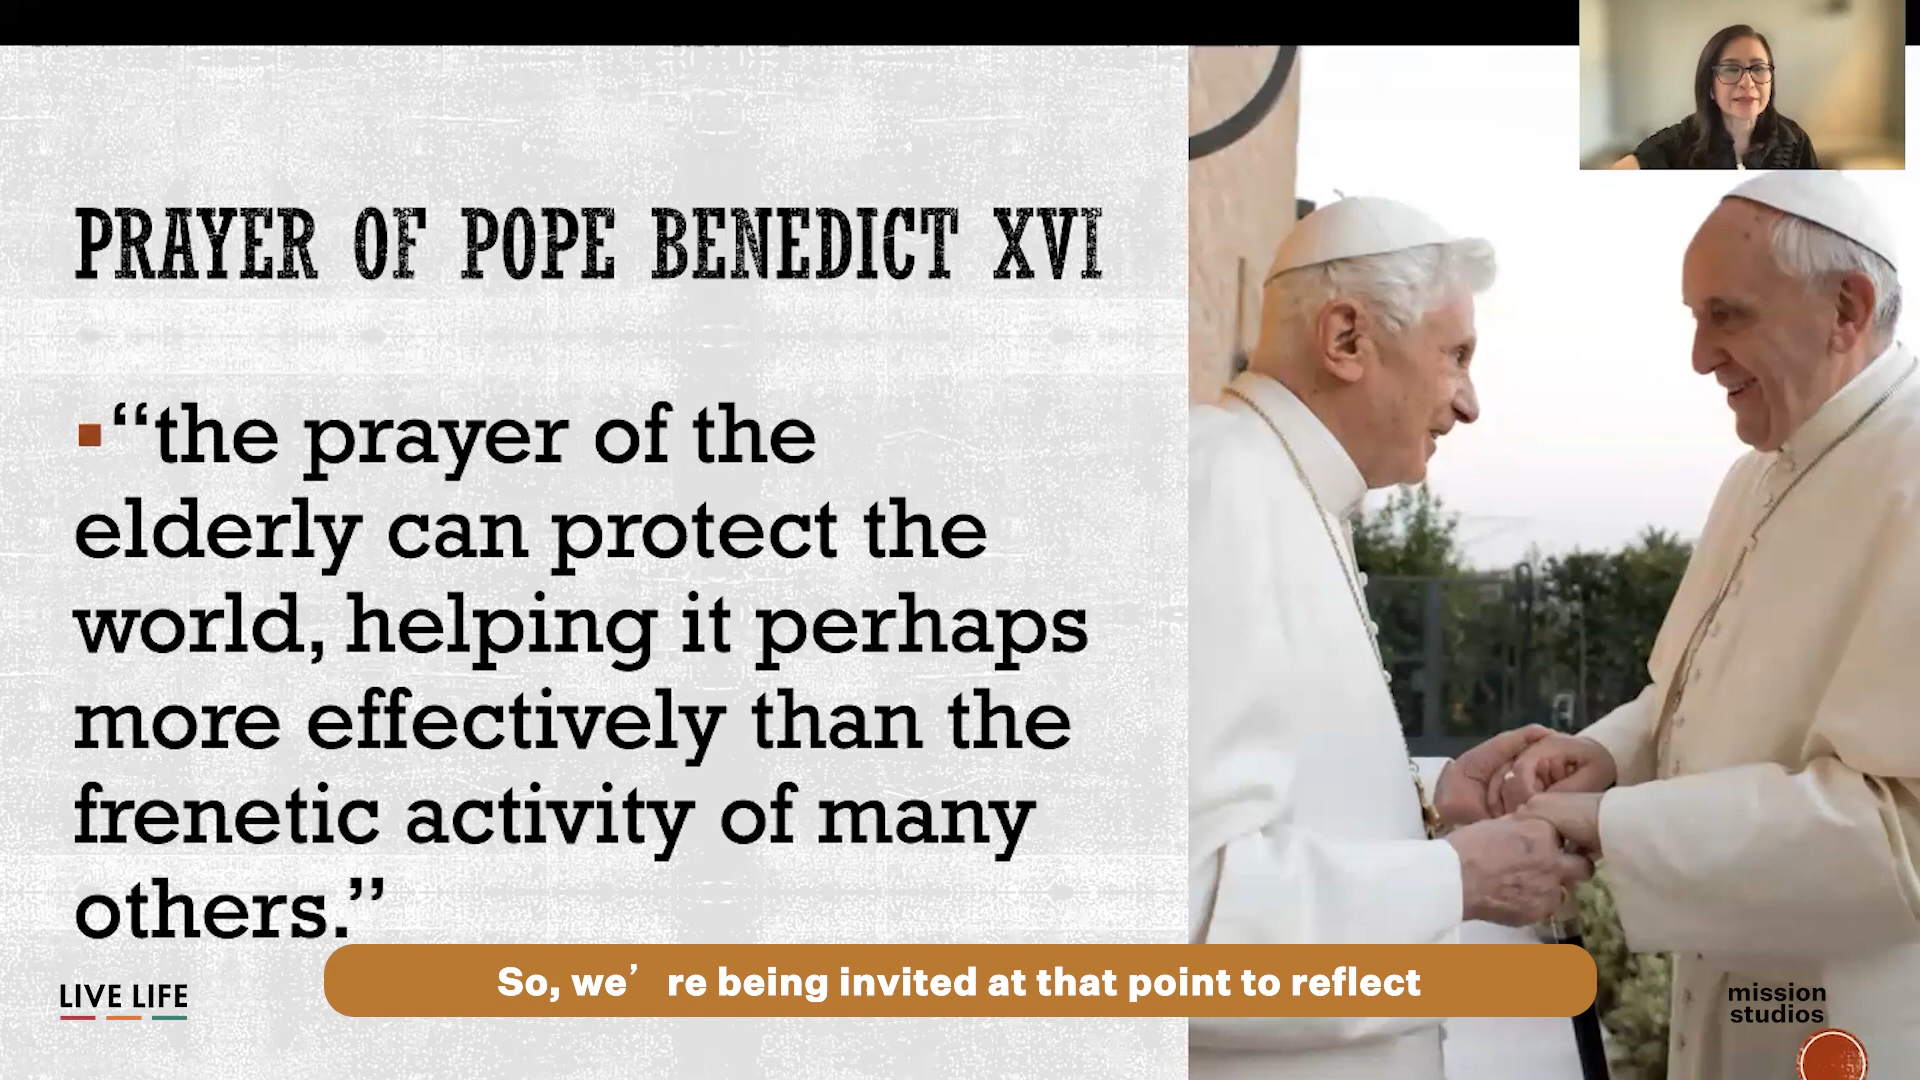 PRAYER OF POPE BENEDICT XVI
▪“the prayer of the
elderly can protect the
world, helping it perhaps
more effectively than the
frenetic activity of many
others.”
So, we’re being invited at that point to reflect
LIVE LIFE
mission
studios